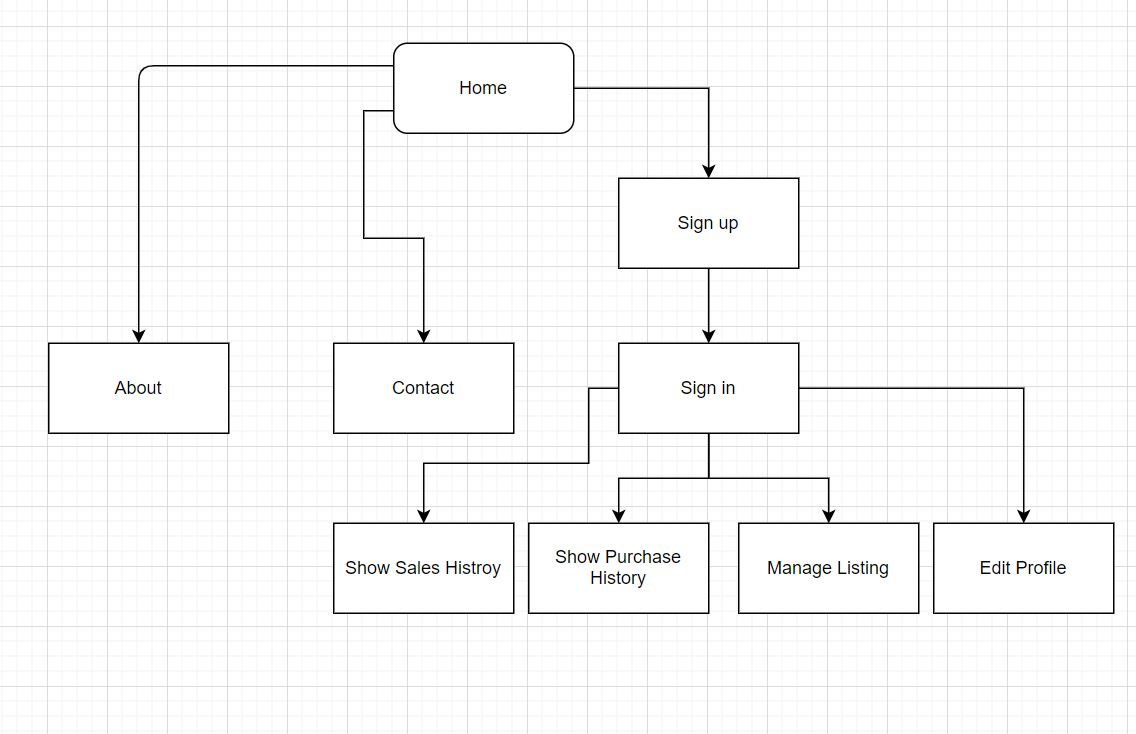 Home
Sign up
About
Contact
Sign in
Show Sales Histroy
Show Purchase
History
Manage Listing
Edit Profile